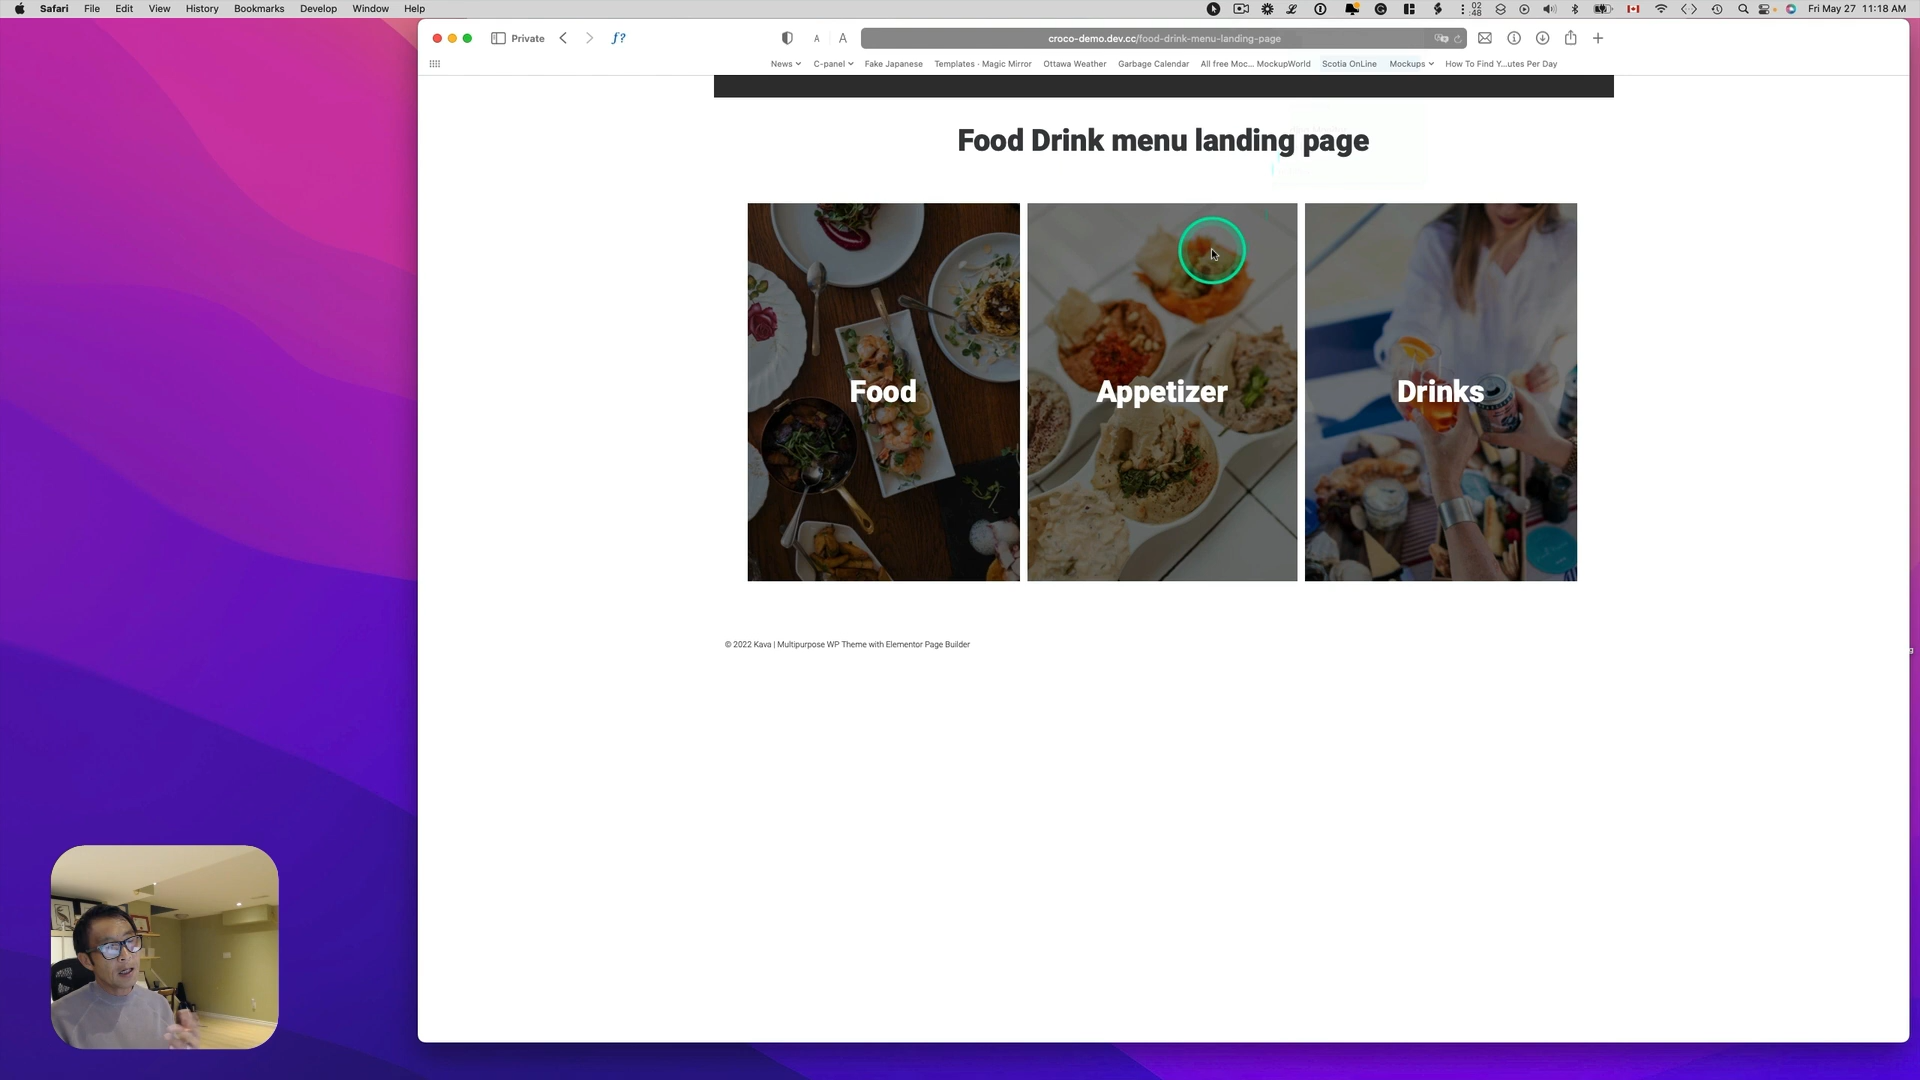 Safari File Edit View History Bookmarks Develop Window Help
02
:48
Fri May 27 11:18 AM
Private
ƒ?
A A
croco-demo.dev.cc/food-drink-menu-landing-page
News C-panel Fake Japanese Templates · Magic Mirror Ottawa Weather Garbage Calendar All free Moc... MockupWorld Scotia OnLine Mockups How To Find Y...utes Per Day
Food Drink menu landing page
Food
Appetizer
Drinks
© 2022 Kava | Multipurpose WP Theme with Elementor Page Builder